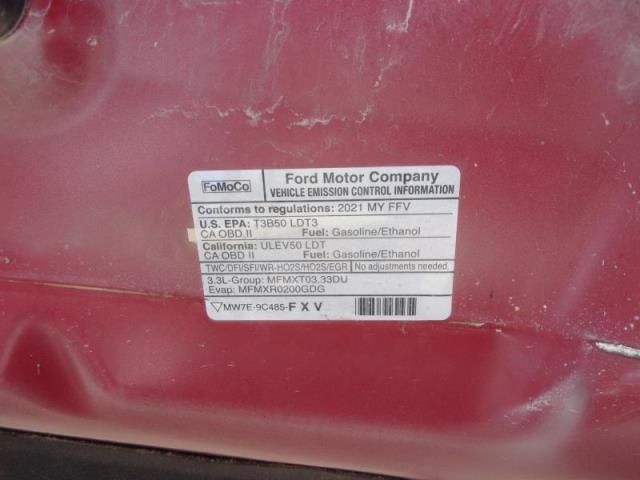 FoMoCo
Ford Motor Company
VEHICLE EMISSION CONTROL INFORMATION
Conforms to regulations: 2021 MY FFV
U.S. EPA: T3B50 LDT3
CA OBD II Fuel: Gasoline/Ethanol
California: ULEV50 LDT
CA OBD II Fuel: Gasoline/Ethanol
TWC/DFI/SFI/WR-HO2S/HO2S/EGR No adjustments needed.
3.3L-Group: MFMXT03.33DU
Evap: MFMXR0200GDG
MW7E-9C485-FXV